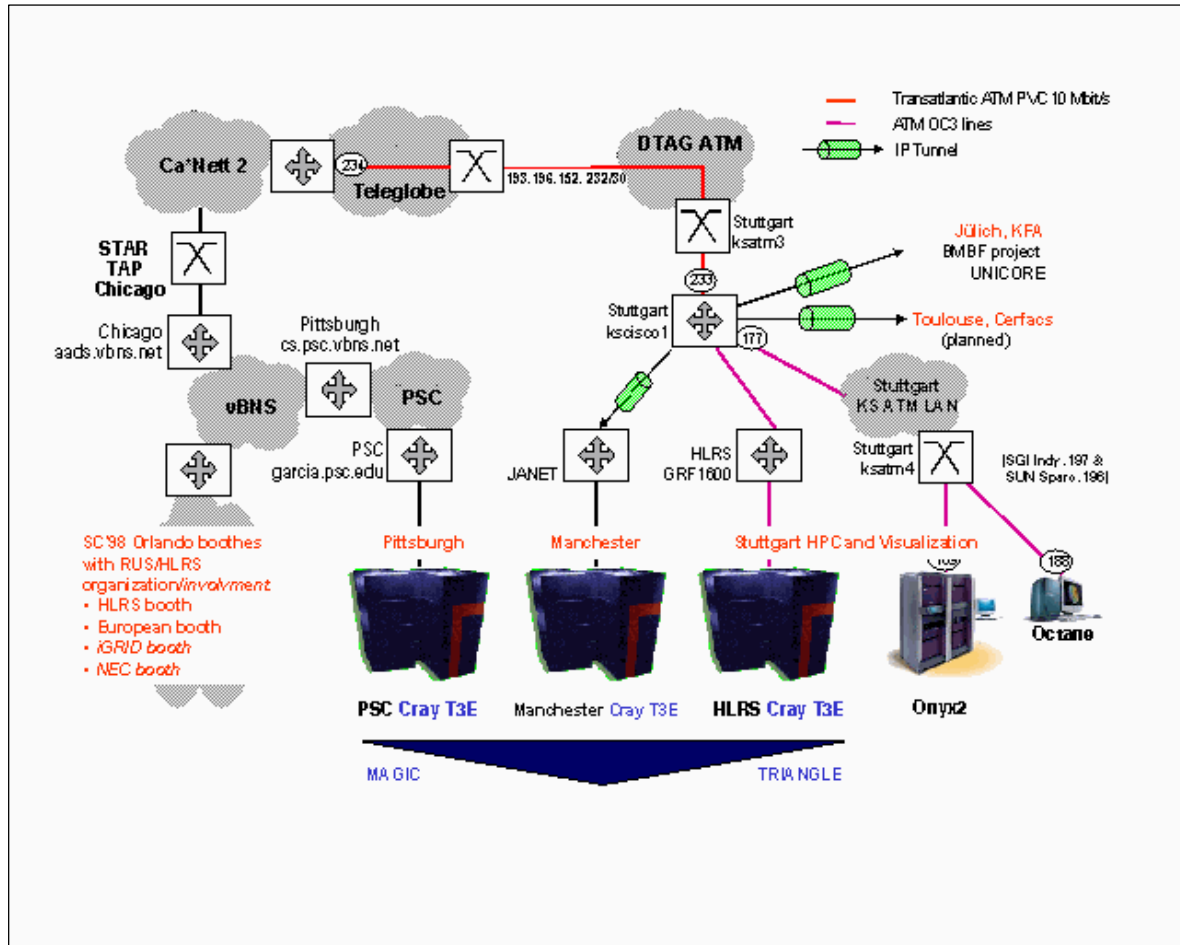 Transatlantic ATM PVC 10 Mbit/s
ATM OC3 lines
IP Tunnel
DTAG ATM
Ca*Nett 2
234
Teleglobe
193.196.152.232/30
Stuttgart
ksatm3
STAR
TAP
Chicago
233
Jülich, KFA
BMBF project
UNICORE
Stuttgart
kscisco1
Toulouse, Cerfacs
(planned)
177
Chicago
aads.vbns.net
Pittsburgh
cs.psc.vbns.net
vBNS
PSC
Stuttgart
KS ATM LAN
PSC
garcia.psc.edu
JANET
HLRS
GRF1600
Stuttgart
ksatm4
[SGI Indy .197 &
SUN Sparc .196]
SC'98 Orlando boothes
with RUS/HLRS
organization/involvment
• HLRS booth
• European booth
• iGRID booth
• NEC booth
Pittsburgh
Manchester
Stuttgart HPC and Visualization
188
Octane
PSC Cray T3E
Manchester Cray T3E
HLRS Cray T3E
Onyx2
MAGIC
TRIANGLE